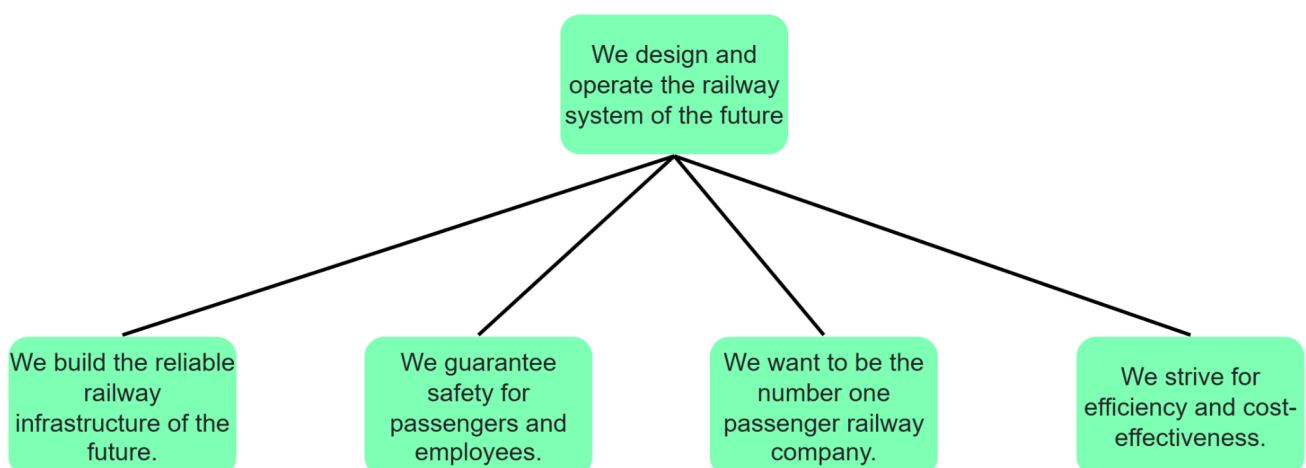 We design and
operate the railway
system of the future
We build the reliable
railway
infrastructure of the
future.
We guarantee
safety for
passengers and
employees.
We want to be the
number one
passenger railway
company.
We strive for
efficiency and cost-
effectiveness.